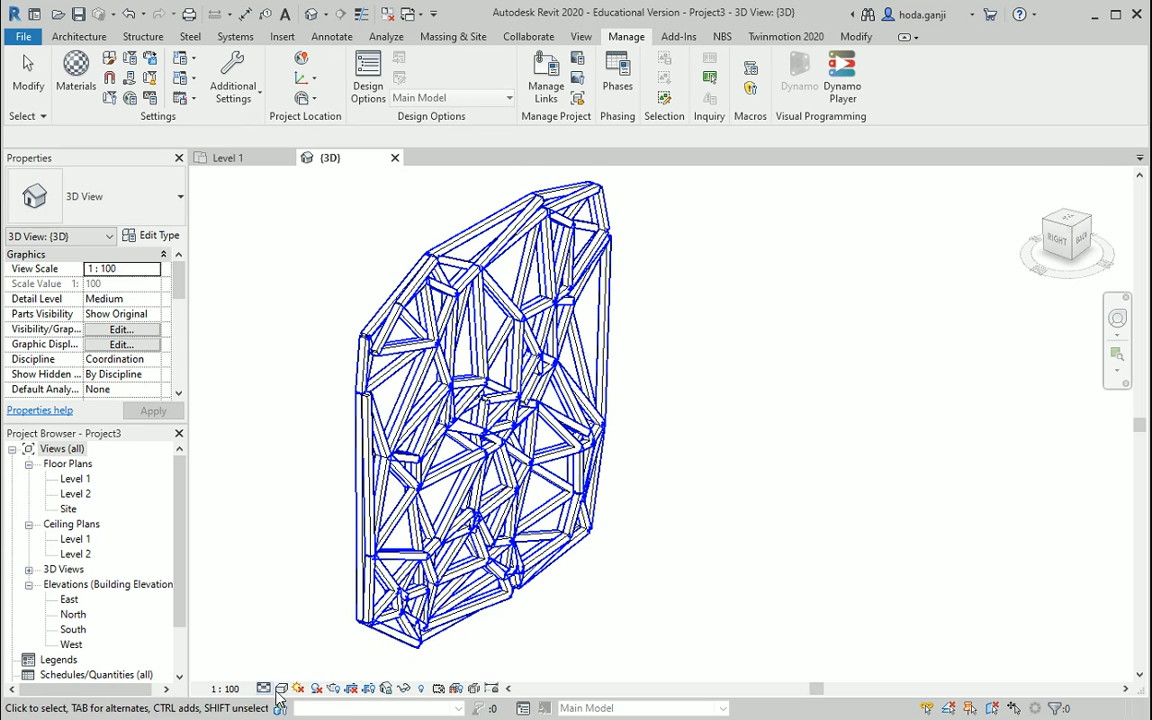 Autodesk Revit 2020 - Educational Version - Project3 - 3D View: {3D}
hoda.ganji
File Architecture Structure Steel Systems Insert Annotate Analyze Massing & Site Collaborate View Manage Add-Ins NBS Twinmotion 2020 Modify
Modify
Materials
Additional Settings
Design Options
Main Model
Manage Links
Phases
Dynamo
Dynamo Player
Select Settings Project Location Design Options Manage Project Phasing Selection Inquiry Macros Visual Programming
Properties
Level 1
{3D}
3D View
3D View: {3D}
Edit Type
Graphics
View Scale 1 : 100
Scale Value 1: 100
Detail Level Medium
Parts Visibility Show Original
Visibility/Grap... Edit...
Graphic Displ... Edit...
Discipline Coordination
Show Hidden ... By Discipline
Default Analy... None
Properties help
Apply
RIGHT
BACK
Project Browser - Project3
Views (all)
Floor Plans
Level 1
Level 2
Site
Ceiling Plans
Level 1
Level 2
3D Views
Elevations (Building Elevation
East
North
South
West
Legends
Schedules/Quantities (all)
1 : 100
Click to select, TAB for alternates, CTRL adds, SHIFT unselect
:0
Main Model
:0